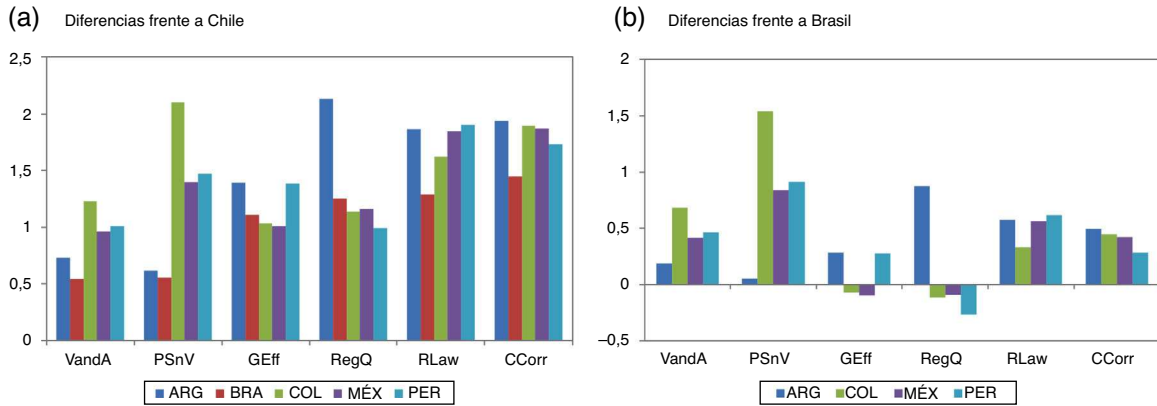 (a) Diferencias frente a Chile
2,5
2
1,5
1
0,5
0
VandA PSnV GEff RegQ RLaw CCorr
ARG BRA COL MÉX PER
(b) Diferencias frente a Brasil
2
1,5
1
0,5
0
–0,5
VandA PSnV GEff RegQ RLaw CCorr
ARG COL MÉX PER